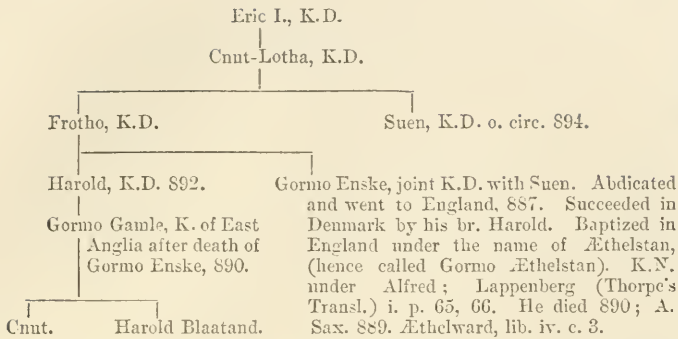 Eric I., K.D.
Cnut-Lotha, K.D.
Frotho, K.D.
Suen, K.D. o. circ. 894.
Harold, K.D. 892.
Gormo Gamle, K. of East
Anglia after death of
Gormo Enske, 890.
Gormo Enske, joint K.D. with Suen. Abdicated
and went to England, 887. Succeeded in
Denmark by his br. Harold. Baptized in
England under the name of Æthelstan,
(hence called Gormo Æthelstan). K.N.
under Alfred; Lappenberg (Thorpe's
Transl.) i. p. 65, 66. He died 890; A.
Sax. 889. Æthelward, lib. iv. c. 3.
Cnut.
Harold Blaatand.